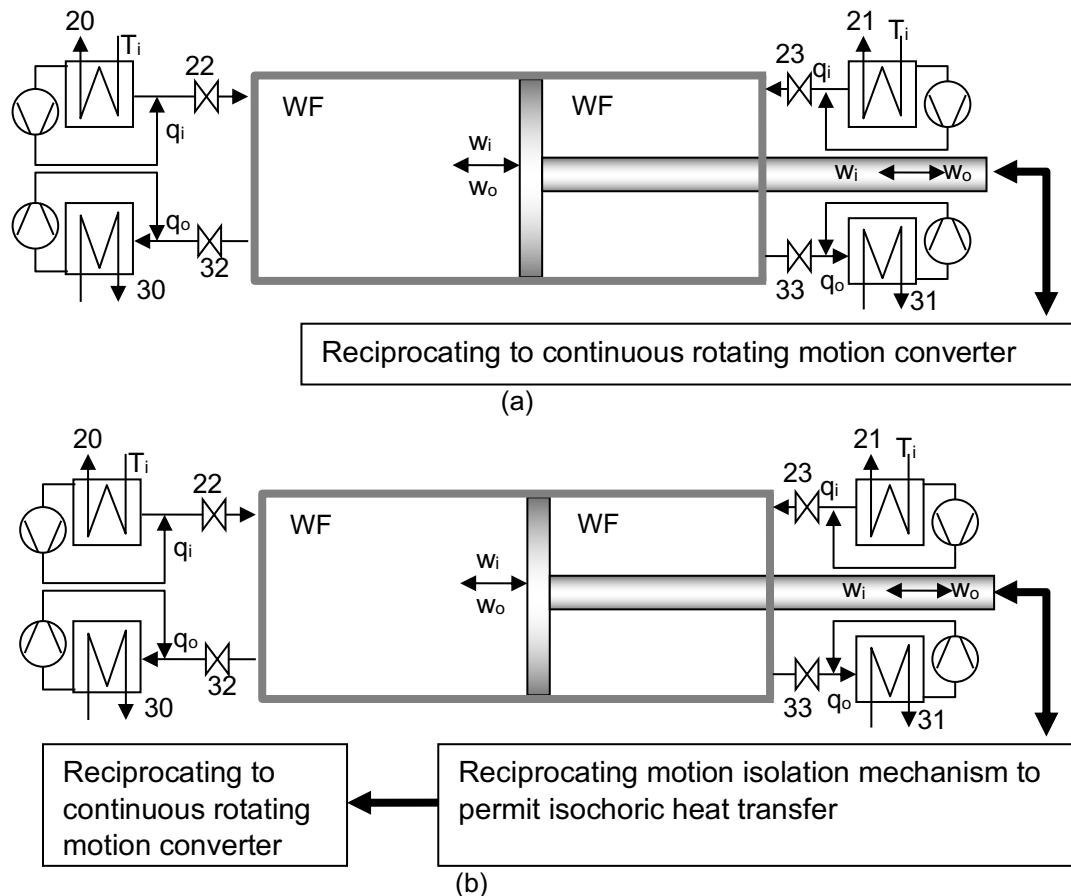 20
Ti
22
qi
qo
32
30
WF
WF
wi
wo
wi
wo
21
Ti
23
qi
33
qo
31
Reciprocating to continuous rotating motion converter
(a)
20
Ti
22
qi
qo
32
30
WF
WF
wi
wo
wi
wo
21
Ti
23
qi
33
qo
31
Reciprocating to
continuous rotating
motion converter
Reciprocating motion isolation mechanism to
permit isochoric heat transfer
(b)